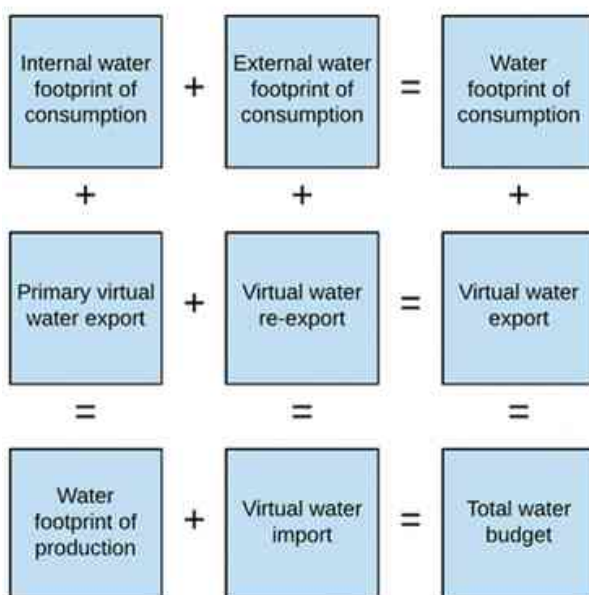 Internal water
footprint of
consumption
+
External water
footprint of
consumption
=
Water
footprint of
consumption
+
+
+
Primary virtual
water export
+
Virtual water
re-export
=
Virtual water
export
=
=
=
Water
footprint of
production
+
Virtual water
import
=
Total water
budget